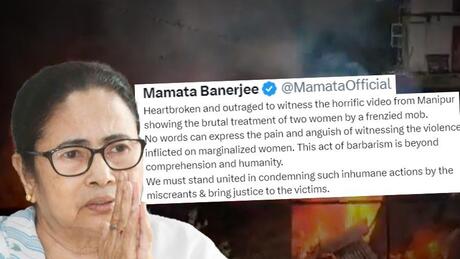 Mamata Banerjee @MamataOfficial
Heartbroken and outraged to witness the horrific video from Manipur
showing the brutal treatment of two women by a frenzied mob.
No words can express the pain and anguish of witnessing the violence
inflicted on marginalized women. This act of barbarism is beyond
comprehension and humanity.
We must stand united in condemning such inhumane actions by the
miscreants & bring justice to the victims.